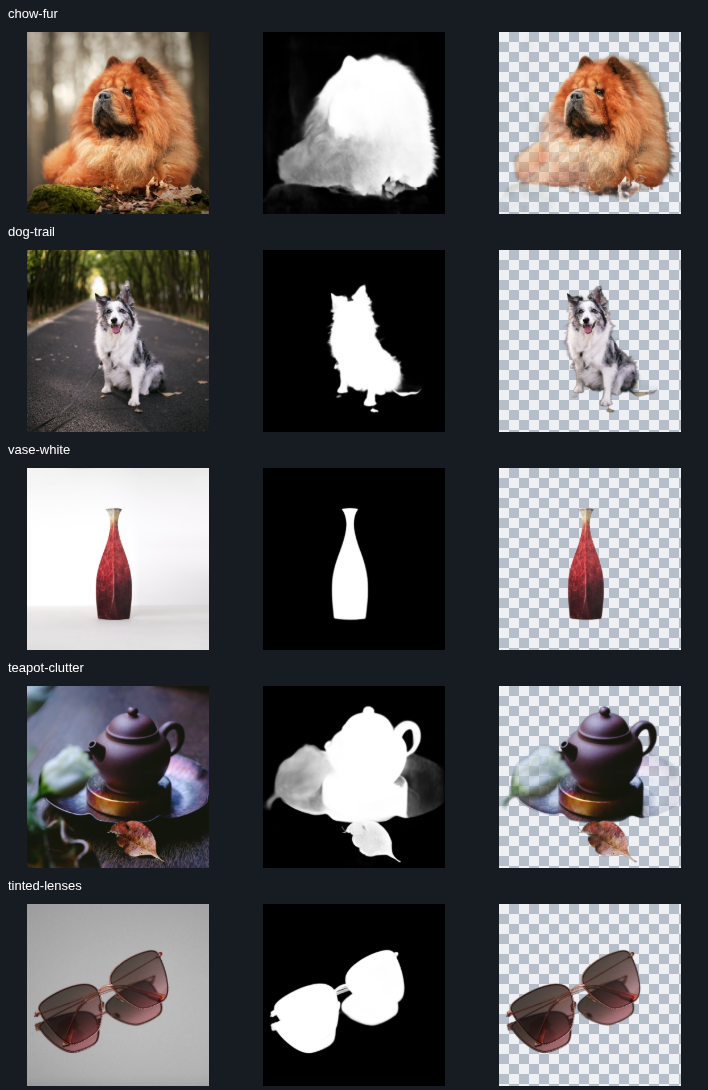 chow-fur
dog-trail
vase-white
teapot-clutter
tinted-lenses